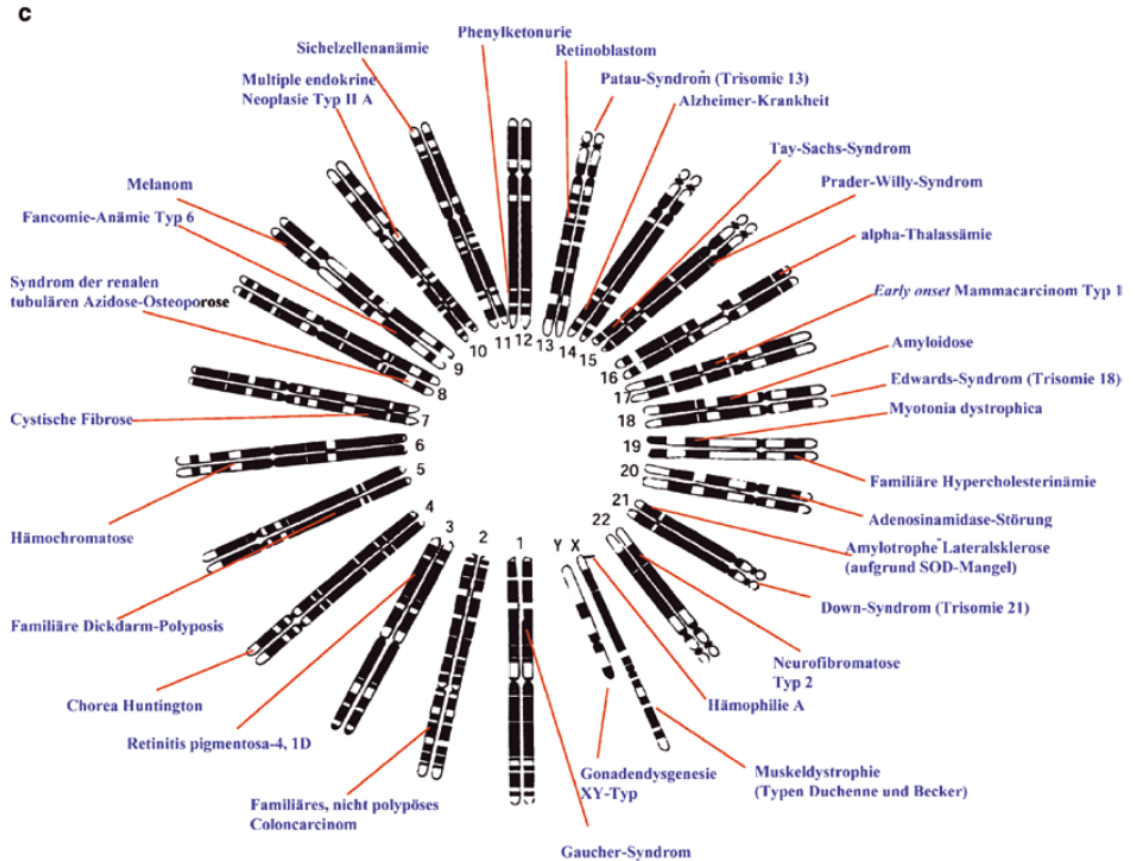 c
Phenylketonurie
Sichelzellenanämie
Retinoblastom
Multiple endokrine
Neoplasie Typ II A
Patau-Syndrom (Trisomie 13)
Alzheimer-Krankheit
Tay-Sachs-Syndrom
Melanom
Prader-Willy-Syndrom
Fancomie-Anämie Typ 6
alpha-Thalassämie
Syndrom der renalen
tubulären Azidose-Osteoporose
Early onset Mammacarcinom Typ 1
Amyloidose
Edwards-Syndrom (Trisomie 18)
Cystische Fibrose
Myotonia dystrophica
Familiäre Hypercholesterinämie
Hämochromatose
Adenosinamidase-Störung
Amylotrophe Lateralsklerose
(aufgrund SOD-Mangel)
Familiäre Dickdarm-Polyposis
Down-Syndrom (Trisomie 21)
Neurofibromatose
Typ 2
Chorea Huntington
Hämophilie A
Retinitis pigmentosa-4, 1D
Gonadendysgenesie
XY-Typ
Muskeldystrophie
(Typen Duchenne und Becker)
Familiäres, nicht polypöses
Coloncarcinom
Gaucher-Syndrom
1
2
3
4
5
6
7
8
9
10
11
12
13
14
15
16
17
18
19
20
21
22
Y X